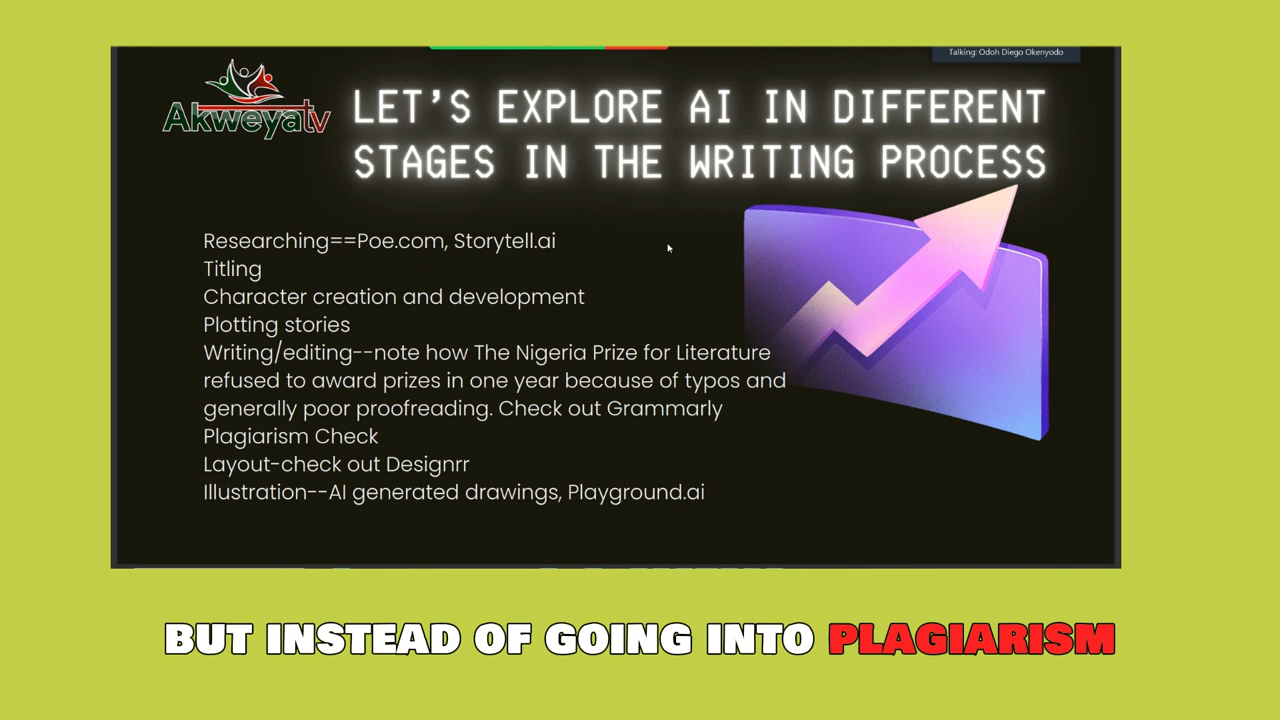 Talking: Odoh Diego Okenyodo
Akweyatv
LET'S EXPLORE AI IN DIFFERENT
STAGES IN THE WRITING PROCESS
Researching==Poe.com, Storytell.ai
Titling
Character creation and development
Plotting stories
Writing/editing--note how The Nigeria Prize for Literature
refused to award prizes in one year because of typos and
generally poor proofreading. Check out Grammarly
Plagiarism Check
Layout-check out Designrr
Illustration--AI generated drawings, Playground.ai
BUT INSTEAD OF GOING INTO PLAGIARISM